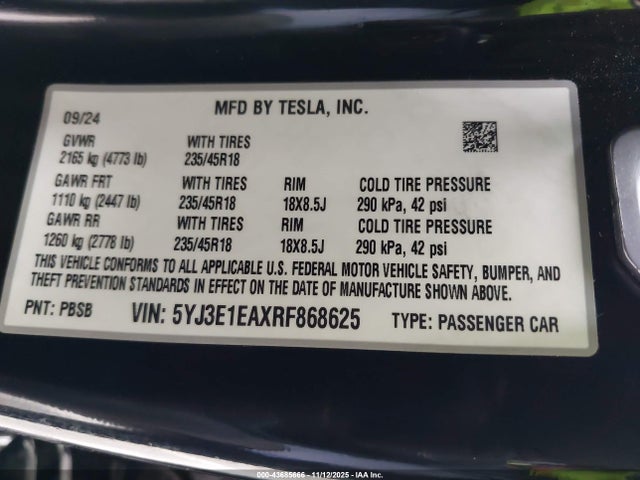 MFD BY TESLA, INC.
09/24
GVWR WITH TIRES
2165 kg (4773 lb) 235/45R18
GAWR FRT WITH TIRES RIM COLD TIRE PRESSURE
1110 kg (2447 lb) 235/45R18 18X8.5J 290 kPa, 42 psi
GAWR RR WITH TIRES RIM COLD TIRE PRESSURE
1260 kg (2778 lb) 235/45R18 18X8.5J 290 kPa, 42 psi
THIS VEHICLE CONFORMS TO ALL APPLICABLE U.S. FEDERAL MOTOR VEHICLE SAFETY, BUMPER, AND
THEFT PREVENTION STANDARDS IN EFFECT ON THE DATE OF MANUFACTURE SHOWN ABOVE.
PNT: PBSB VIN: 5YJ3E1EAXRF868625 TYPE: PASSENGER CAR
000-43685866 - 11/12/2025 - IAA Inc.